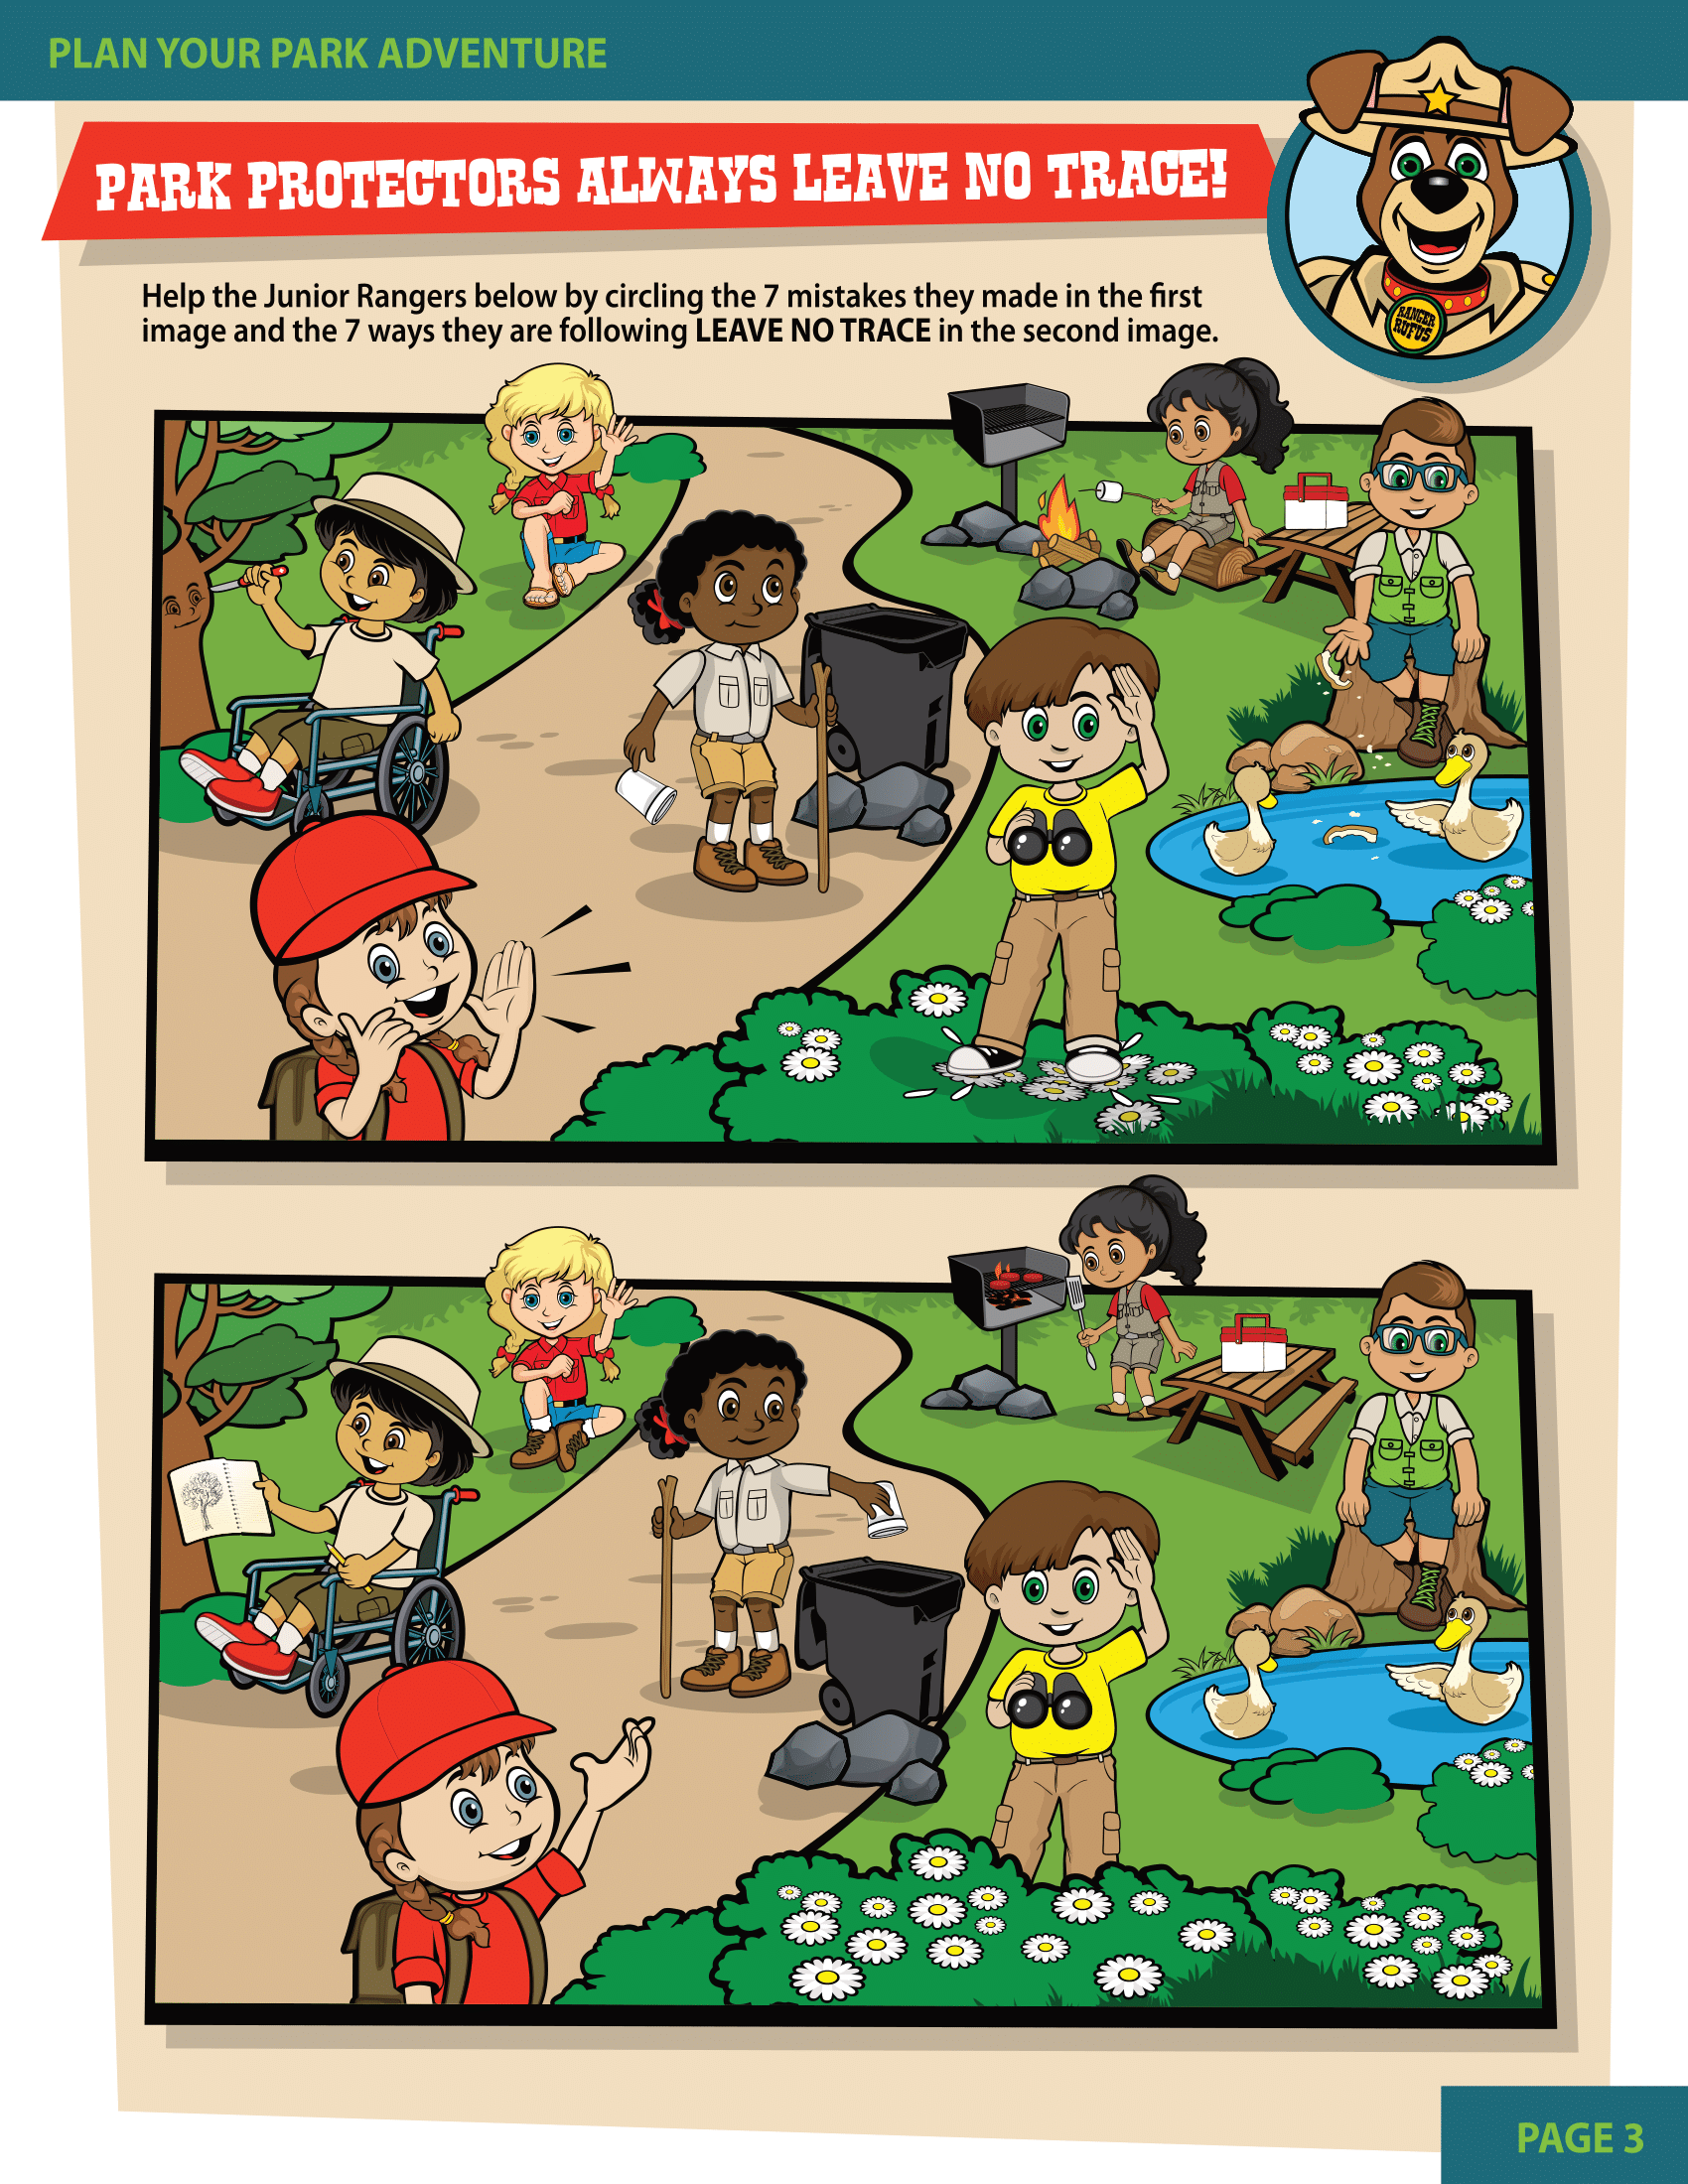 PLAN YOUR PARK ADVENTURE
PARK PROTECTORS ALWAYS LEAVE NO TRACE!
RANGER
RUFUS
Help the Junior Rangers below by circling the 7 mistakes they made in the first
image and the 7 ways they are following LEAVE NO TRACE in the second image.
PAGE 3